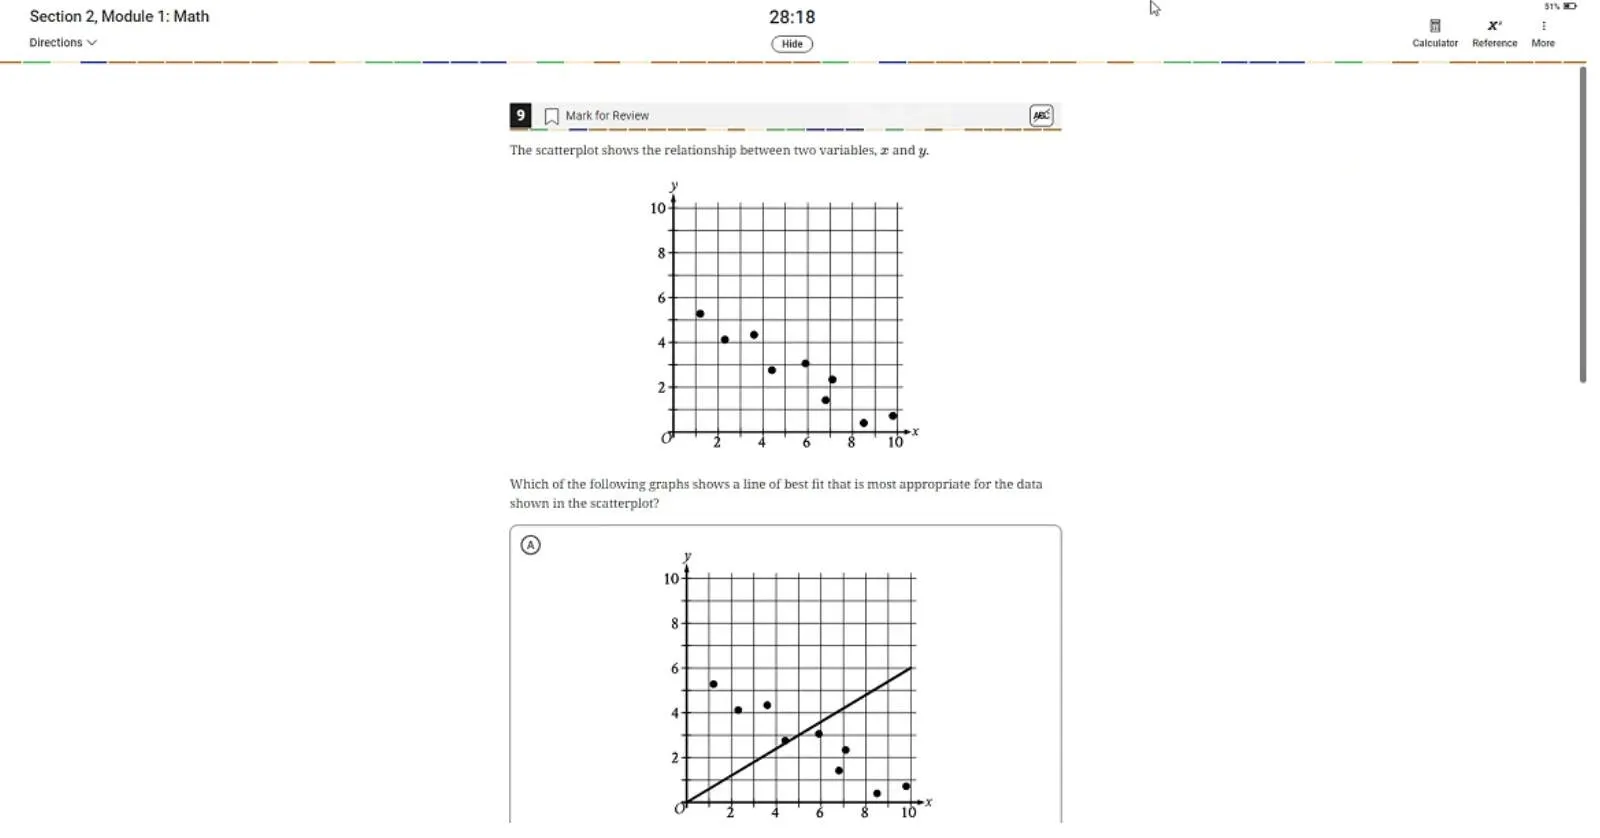 Section 2, Module 1: Math
28:18
51%
Directions
Hide
Calculator
Reference
More
9
Mark for Review
ABC
The scatterplot shows the relationship between two variables, x and y.
y
10
8
6
4
2
O
2 4 6 8 10
x
Which of the following graphs shows a line of best fit that is most appropriate for the data
shown in the scatterplot?
A
y
10
8
6
4
2
O
2 4 6 8 10
x